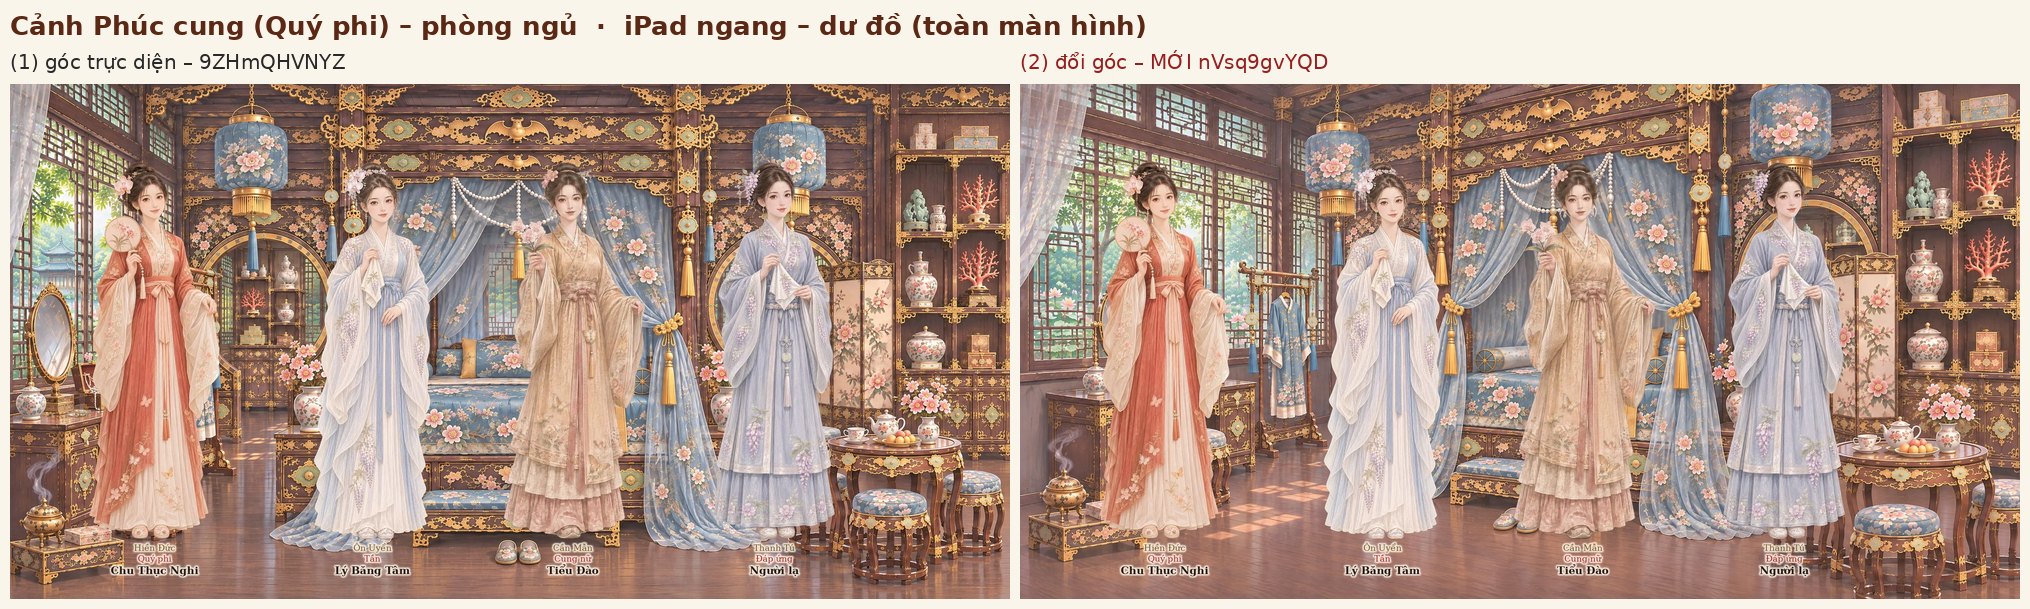 Cảnh Phúc cung (Quý phi) – phòng ngủ · iPad ngang – dư đồ (toàn màn hình)
(1) góc trực diện – 9ZHmQHVNYZ
(2) đổi góc – MỚI nVsq9gvYQD
Hiền Đức
Quý phi
Chu Thục Nghi
Ôn Uyển
Tần
Lý Băng Tâm
Cần Mẫn
Cung nữ
Tiểu Đào
Thanh Tú
Đáp ứng
Người lạ
Hiền Đức
Quý phi
Chu Thục Nghi
Ôn Uyển
Tần
Lý Băng Tâm
Cần Mẫn
Cung nữ
Tiểu Đào
Thanh Tú
Đáp ứng
Người lạ